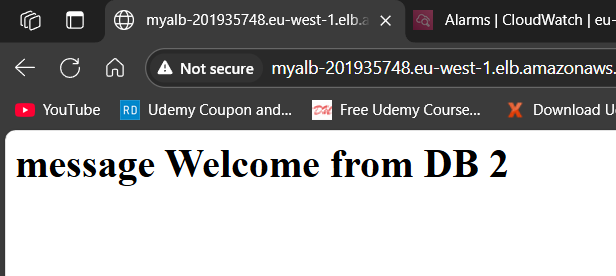 myalb-201935748.eu-west-1.elb.a
Alarms | CloudWatch | eu-
Not secure
myalb-201935748.eu-west-1.elb.amazonaws.
YouTube
RD
Udemy Coupon and...
DU
Free Udemy Course...
X
Download U
message Welcome from DB 2